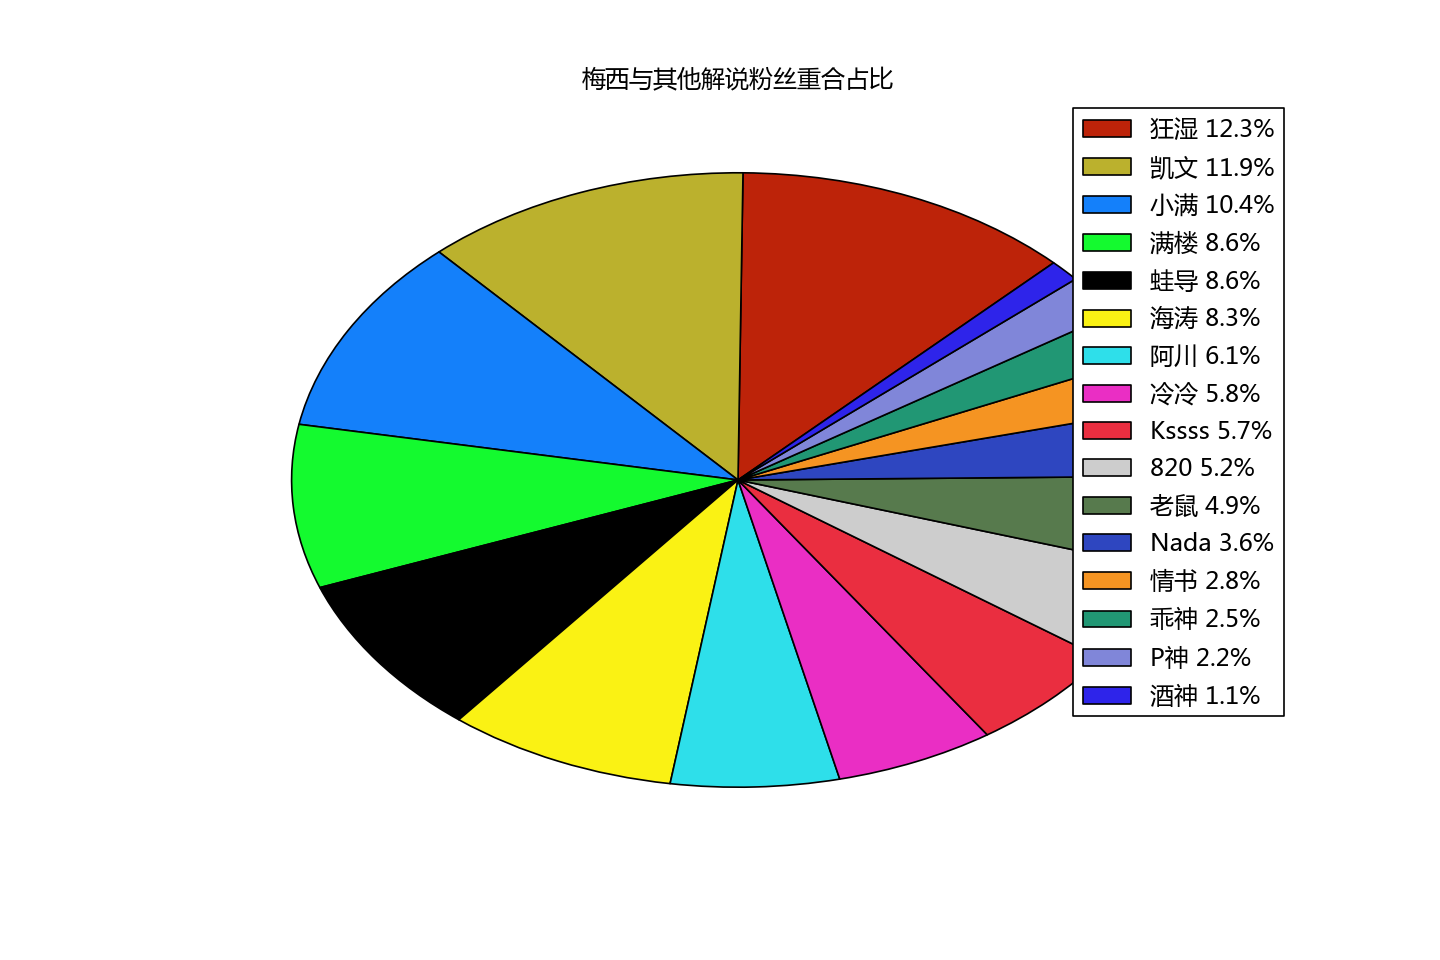 梅西与其他解说粉丝重合占比
狂湿 12.3%
凯文 11.9%
小满 10.4%
满楼 8.6%
蛙导 8.6%
海涛 8.3%
阿川 6.1%
冷冷 5.8%
Kssss 5.7%
820 5.2%
老鼠 4.9%
Nada 3.6%
情书 2.8%
乖神 2.5%
P神 2.2%
酒神 1.1%